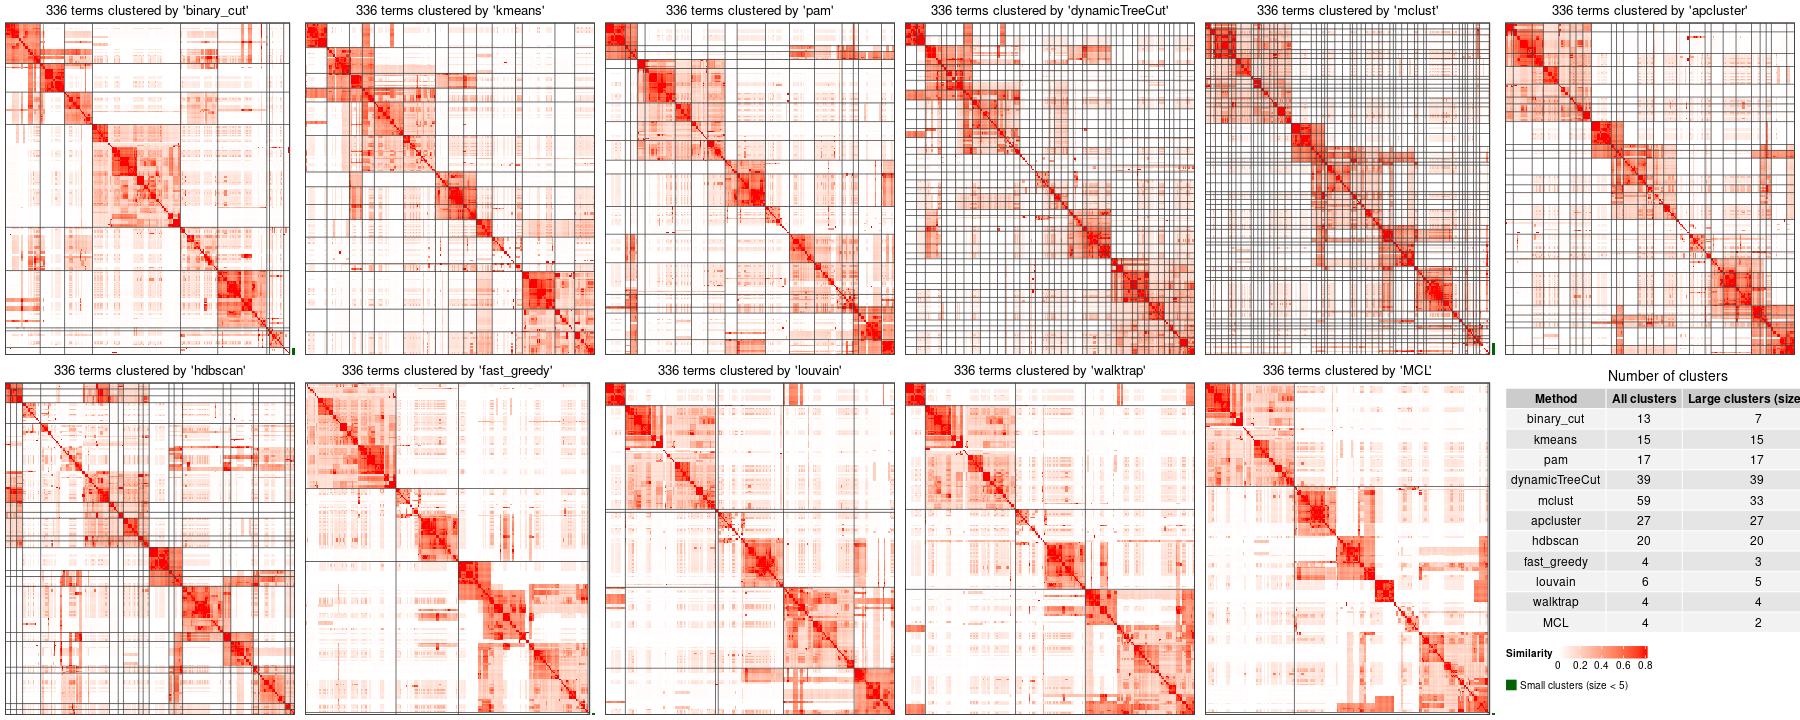 336 terms clustered by 'binary_cut'
336 terms clustered by 'kmeans'
336 terms clustered by 'pam'
336 terms clustered by 'dynamicTreeCut'
336 terms clustered by 'mclust'
336 terms clustered by 'apcluster'
336 terms clustered by 'hdbscan'
336 terms clustered by 'fast_greedy'
336 terms clustered by 'louvain'
336 terms clustered by 'walktrap'
336 terms clustered by 'MCL'
Number of clusters
Method All clusters Large clusters (size
binary_cut 13 7
kmeans 15 15
pam 17 17
dynamicTreeCut 39 39
mclust 59 33
apcluster 27 27
hdbscan 20 20
fast_greedy 4 3
louvain 6 5
walktrap 4 4
MCL 4 2
Similarity
0 0.2 0.4 0.6 0.8
Small clusters (size < 5)